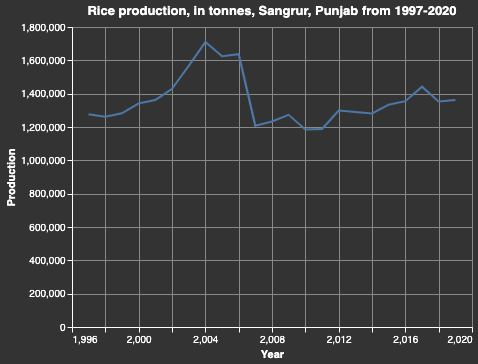 Rice production, in tonnes, Sangrur, Punjab from 1997-2020
1,800,000
1,600,000
1,400,000
1,200,000
1,000,000
800,000
600,000
400,000
200,000
0
Production
1,996 2,000 2,004 2,008 2,012 2,016 2,020
Year